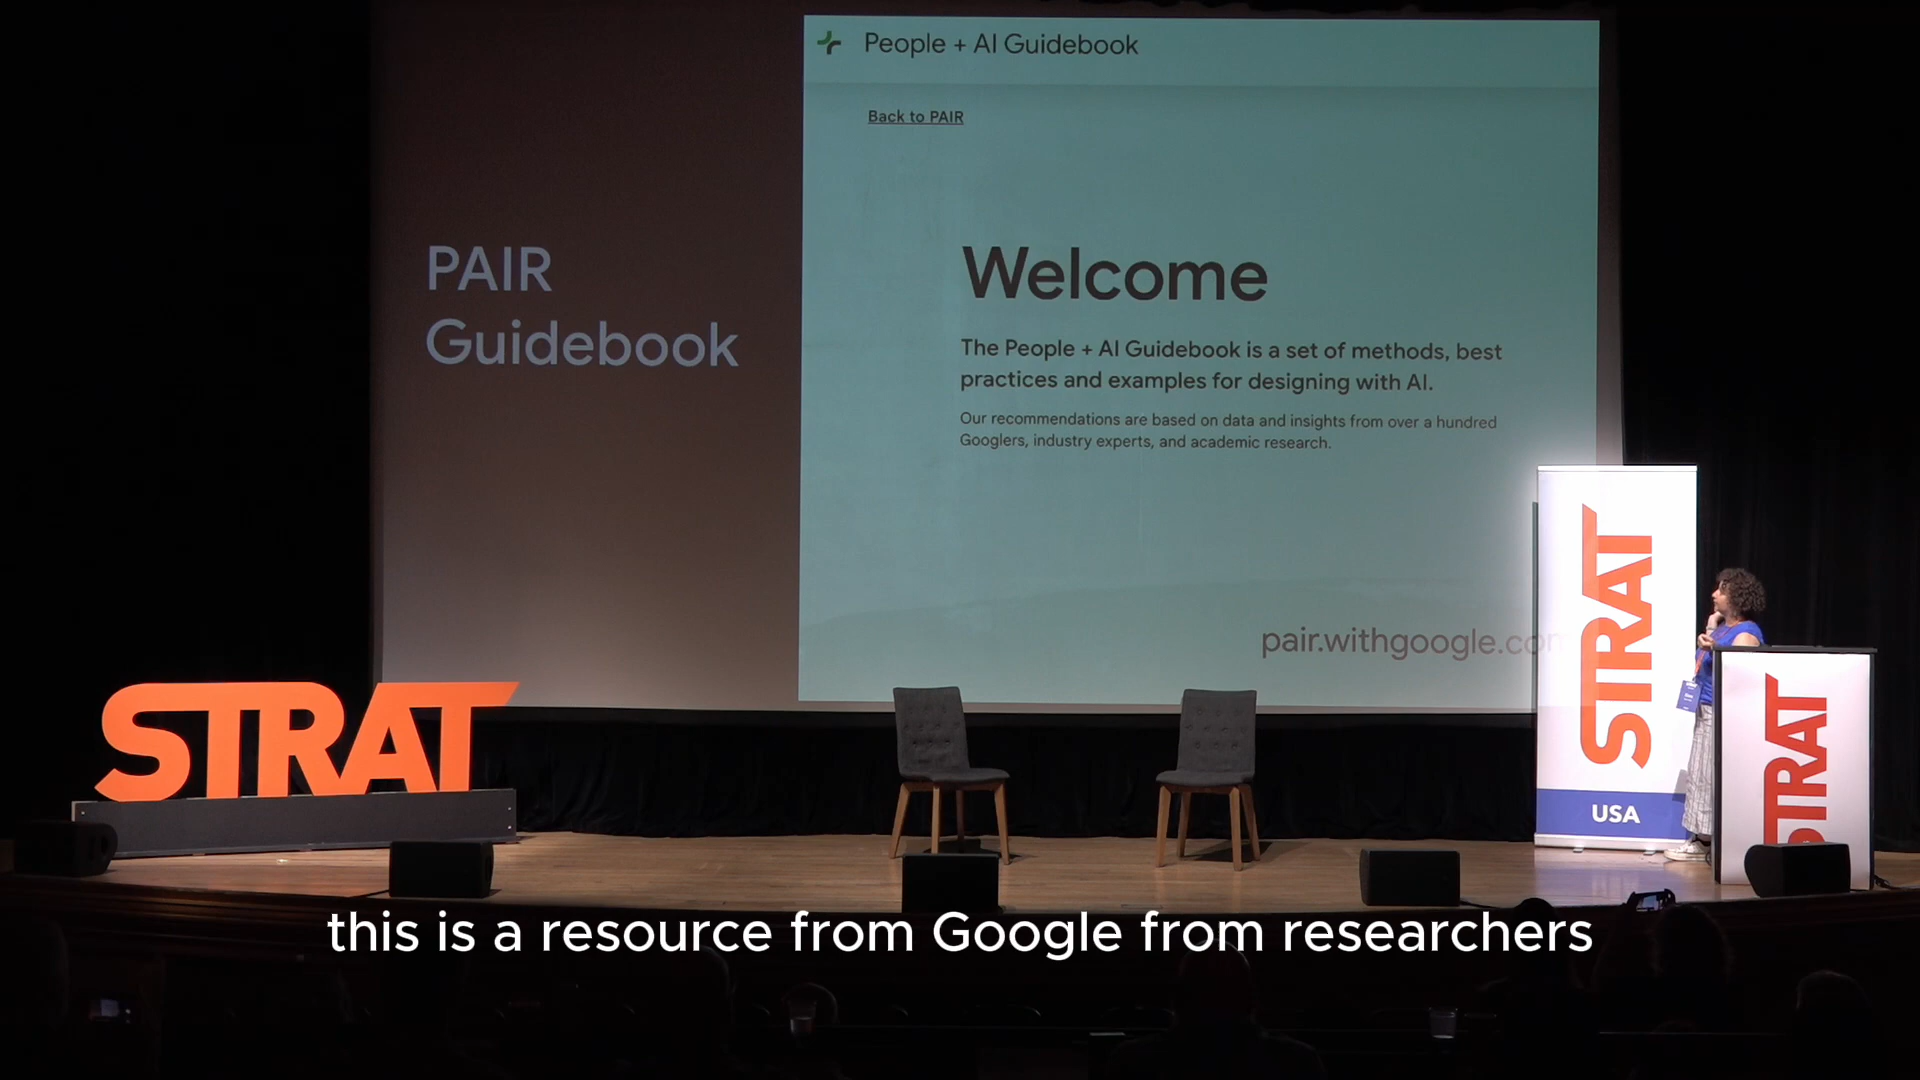 People + AI Guidebook
Back to PAIR
PAIR
Guidebook
Welcome
The People + AI Guidebook is a set of methods, best
practices and examples for designing with AI.
Our recommendations are based on data and insights from over a hundred
Googlers, industry experts, and academic research.
pair.withgoogle.com
STRAT
STRAT
USA
STRAT
this is a resource from Google from researchers